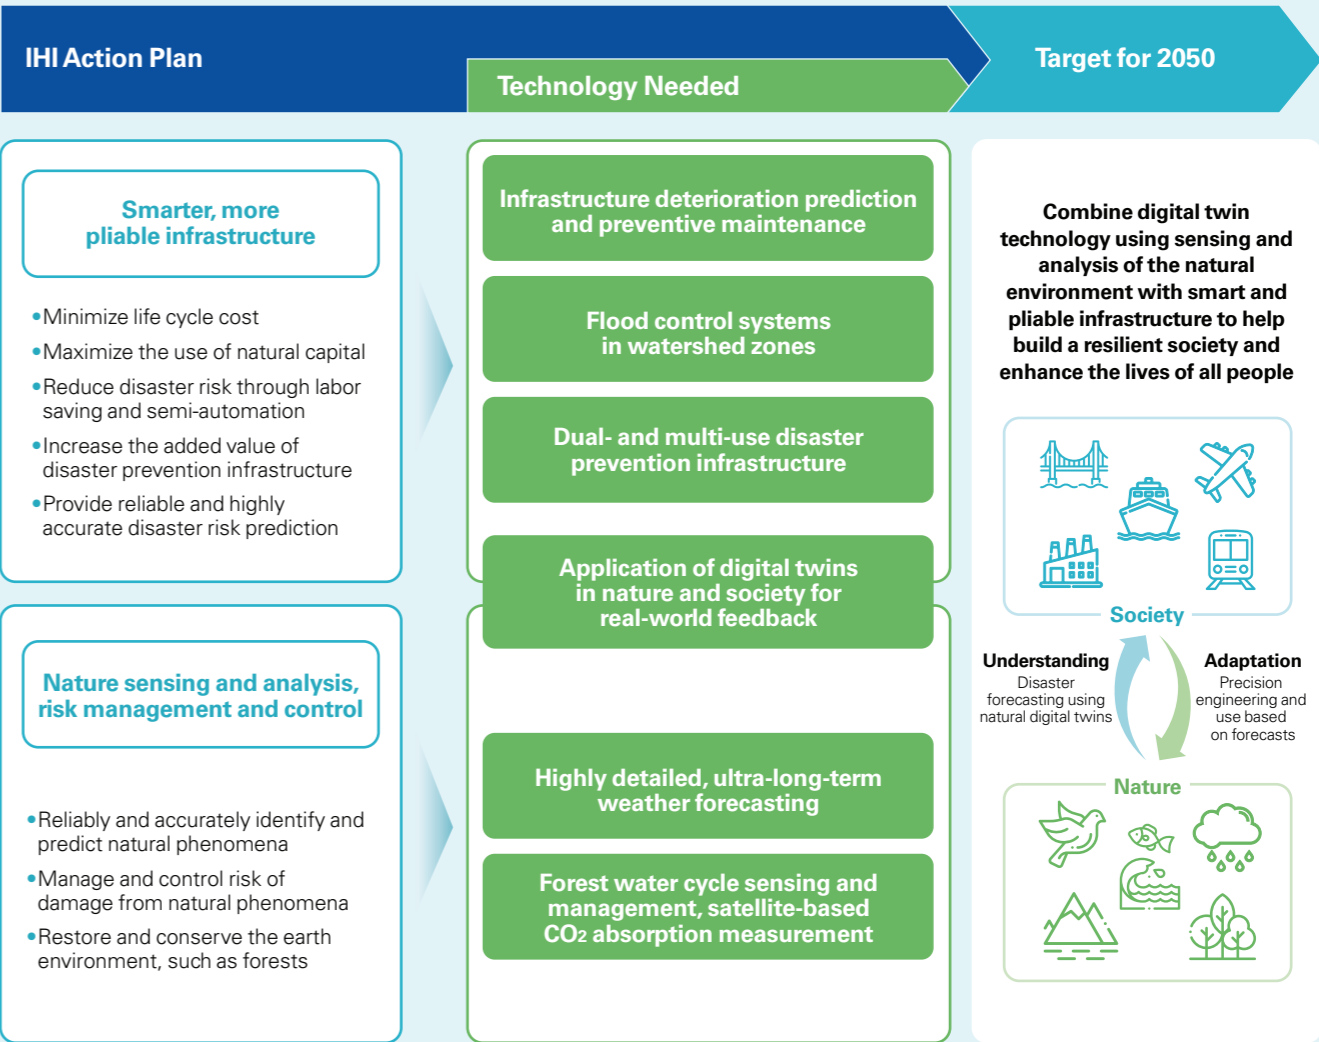 IHI Action Plan
Technology Needed
Target for 2050
Smarter, more
pliable infrastructure
•Minimize life cycle cost
•Maximize the use of natural capital
•Reduce disaster risk through labor
saving and semi-automation
•Increase the added value of
disaster prevention infrastructure
•Provide reliable and highly
accurate disaster risk prediction
Nature sensing and analysis,
risk management and control
•Reliably and accurately identify and
predict natural phenomena
•Manage and control risk of
damage from natural phenomena
•Restore and conserve the earth
environment, such as forests
Infrastructure deterioration prediction
and preventive maintenance
Flood control systems
in watershed zones
Dual- and multi-use disaster
prevention infrastructure
Application of digital twins
in nature and society for
real-world feedback
Highly detailed, ultra-long-term
weather forecasting
Forest water cycle sensing and
management, satellite-based
CO2 absorption measurement
Combine digital twin
technology using sensing and
analysis of the natural
environment with smart and
pliable infrastructure to help
build a resilient society and
enhance the lives of all people
Society
Understanding
Disaster
forecasting using
natural digital twins
Adaptation
Precision
engineering and
use based
on forecasts
Nature